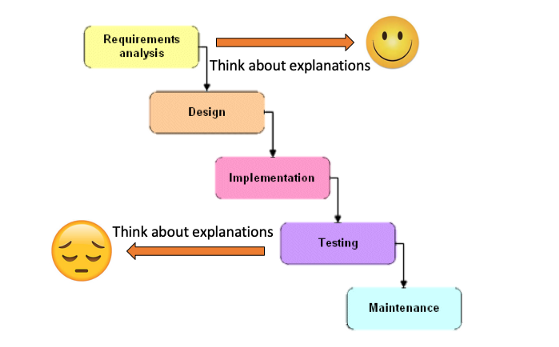 Requirements
analysis
Think about explanations
Design
Implementation
Think about explanations
Testing
Maintenance